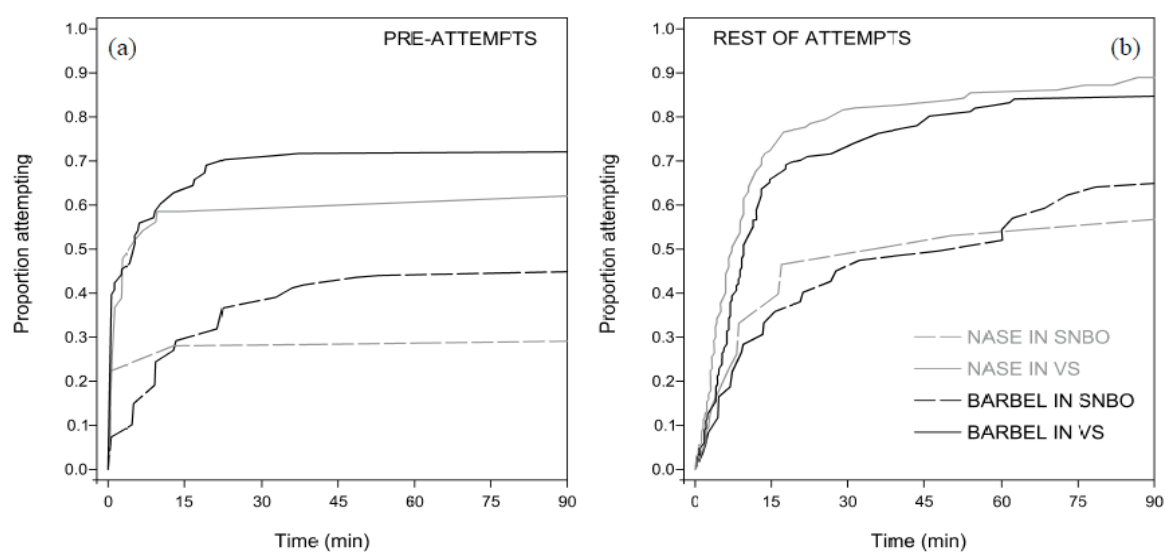 (a)
PRE-ATTEMPTS
Proportion attempting
1.0
0.9
0.8
0.7
0.6
0.5
0.4
0.3
0.2
0.1
0.0
0 15 30 45 60 75 90
Time (min)
REST OF ATTEMPTS
(b)
Proportion attempting
1.0
0.9
0.8
0.7
0.6
0.5
0.4
0.3
0.2
0.1
0.0
NASE IN SNBO
NASE IN VS
BARBEL IN SNBO
BARBEL IN VS
0 15 30 45 60 75 90
Time (min)